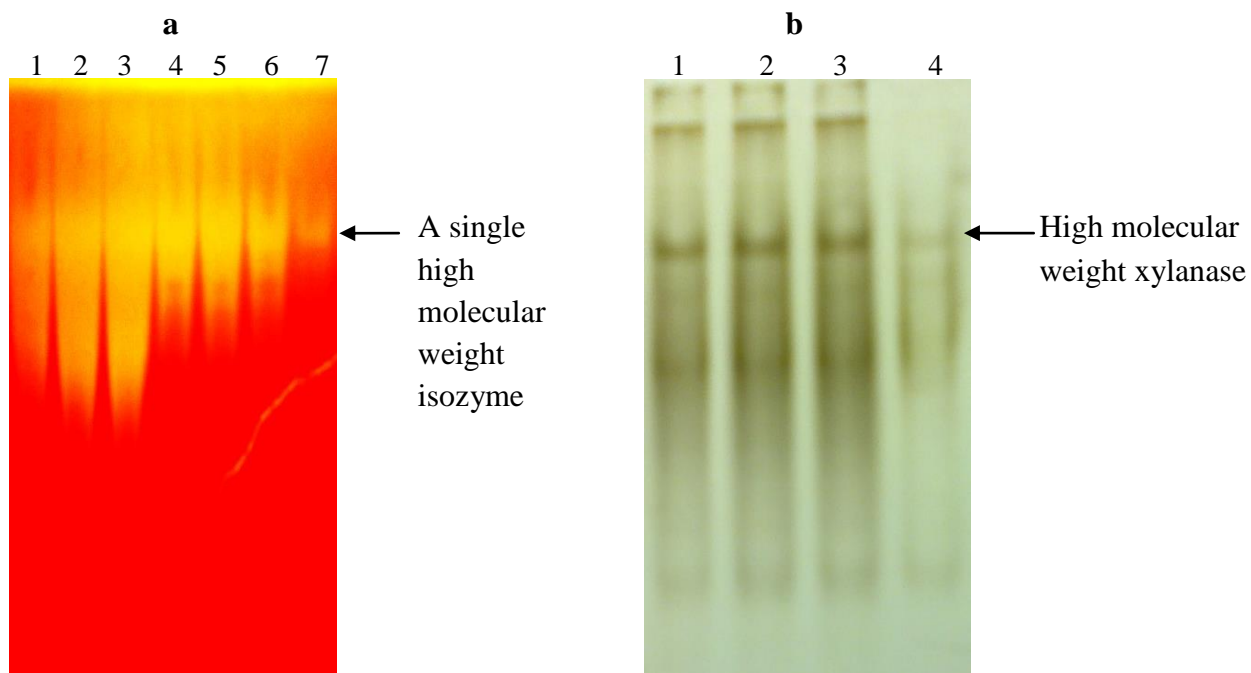 a
1 2 3 4 5 6 7
A single
high
molecular
weight
isozyme
b
1 2 3 4
High molecular
weight xylanase